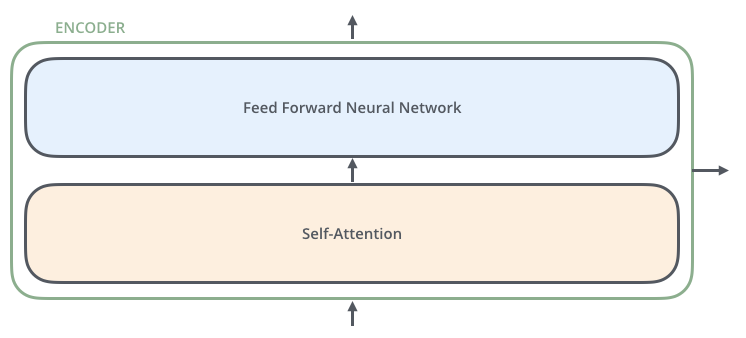 ENCODER
Feed Forward Neural Network
Self-Attention